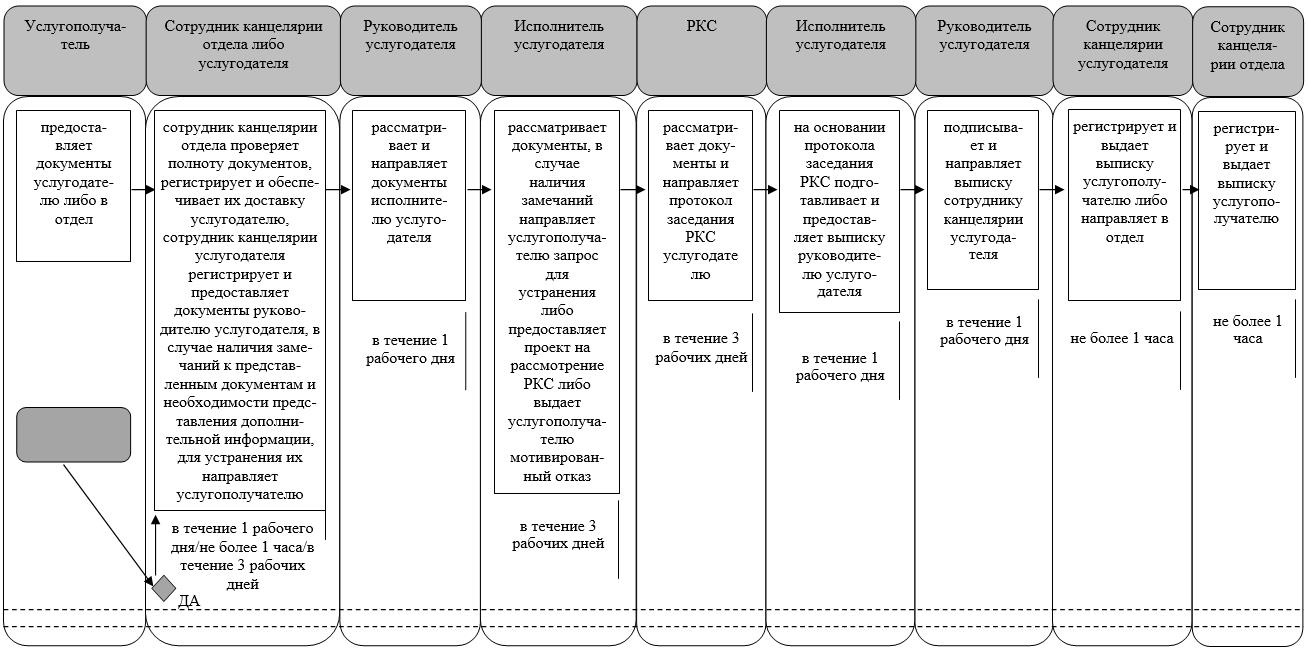 Услугополуча-
тель
Сотрудник канцелярии
отдела либо
услугодателя
Руководитель
услугодателя
Исполнитель
услугодателя
РКС
Исполнитель
услугодателя
Руководитель
услугодателя
Сотрудник
канцелярии
услугодателя
Сотрудник
канцеля-
рии отдела
предоста-
вляет
документы
услугодате-
лю либо в
отдел
сотрудник канцелярии
отдела проверяет
полноту документов,
регистрирует и обеспе-
чивает их доставку
услугодателю,
сотрудник канцелярии
услугодателя
регистрирует и
предоставляет
документы руково-
дителю услугодателя, в
случае наличия заме-
чаний к представ-
ленным документам и
необходимости предс-
тавления дополни-
тельной информации,
для устранения их
направляет
услугополучателю
в течение 1 рабочего
дня/не более 1 часа/в
течение 3 рабочих
дней
ДА
рассматри-
вает и
направляет
документы
исполните-
лю услуго-
дателя
в течение 1
рабочего дня
рассматривает
документы, в
случае
наличия
замечаний
направляет
услугополуча-
телю запрос
для
устранения
либо
предоставляет
проект на
рассмотрение
РКС либо
выдает
услугополуча-
телю
мотивирован-
ный отказ
в течение 3
рабочих дней
рассматри-
вает доку-
менты и
направляет
протокол
заседания
РКС
услугодате
лю
в течение 3
рабочих дней
на основании
протокола
заседания
РКС подго-
тавливает и
предостав-
ляет выписку
руководите-
лю услуго-
дателя
в течение 1
рабочего дня
подписыва-
ет и
направляет
выписку
сотруднику
канцелярии
услугода-
теля
в течение 1
рабочего дня
регистрирует и
выдает
выписку
услугополу-
чателю либо
направляет в
отдел
не более 1 часа
регистри-
рует и
выдает
выписку
услугопо-
лучателю
не более 1
часа